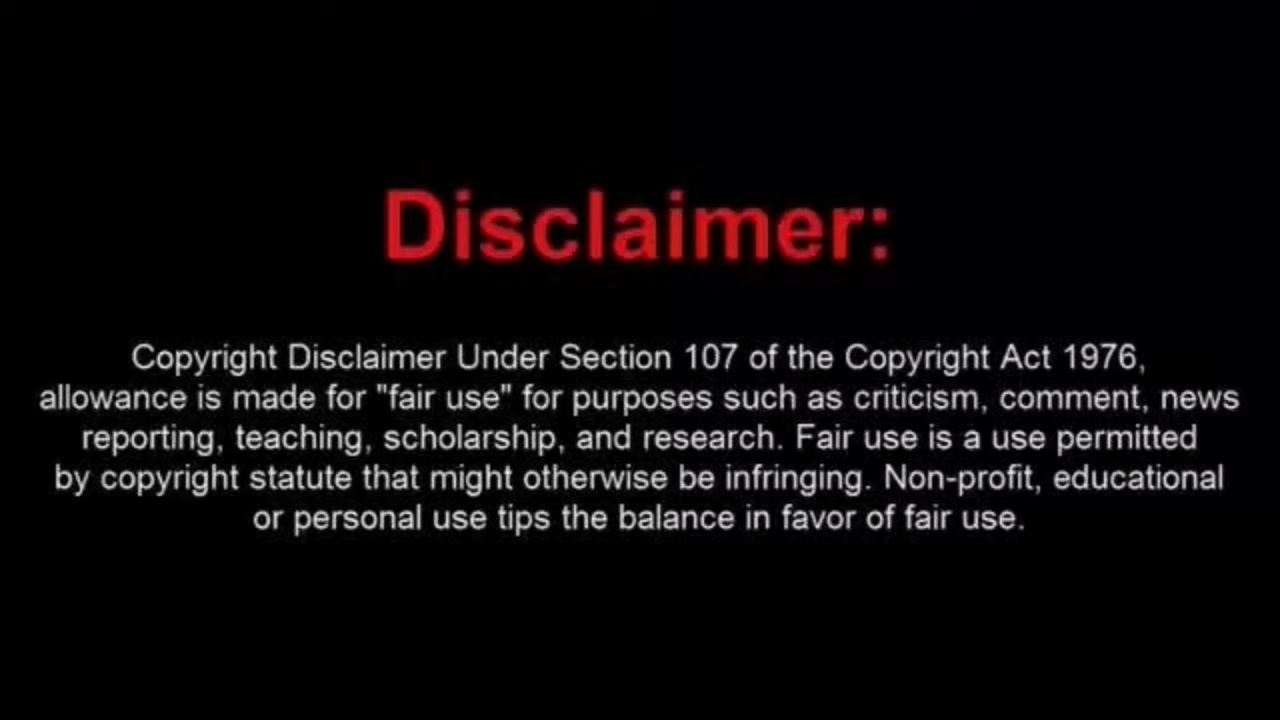 Disclaimer:
Copyright Disclaimer Under Section 107 of the Copyright Act 1976,
allowance is made for "fair use" for purposes such as criticism, comment, news
reporting, teaching, scholarship, and research. Fair use is a use permitted
by copyright statute that might otherwise be infringing. Non-profit, educational
or personal use tips the balance in favor of fair use.